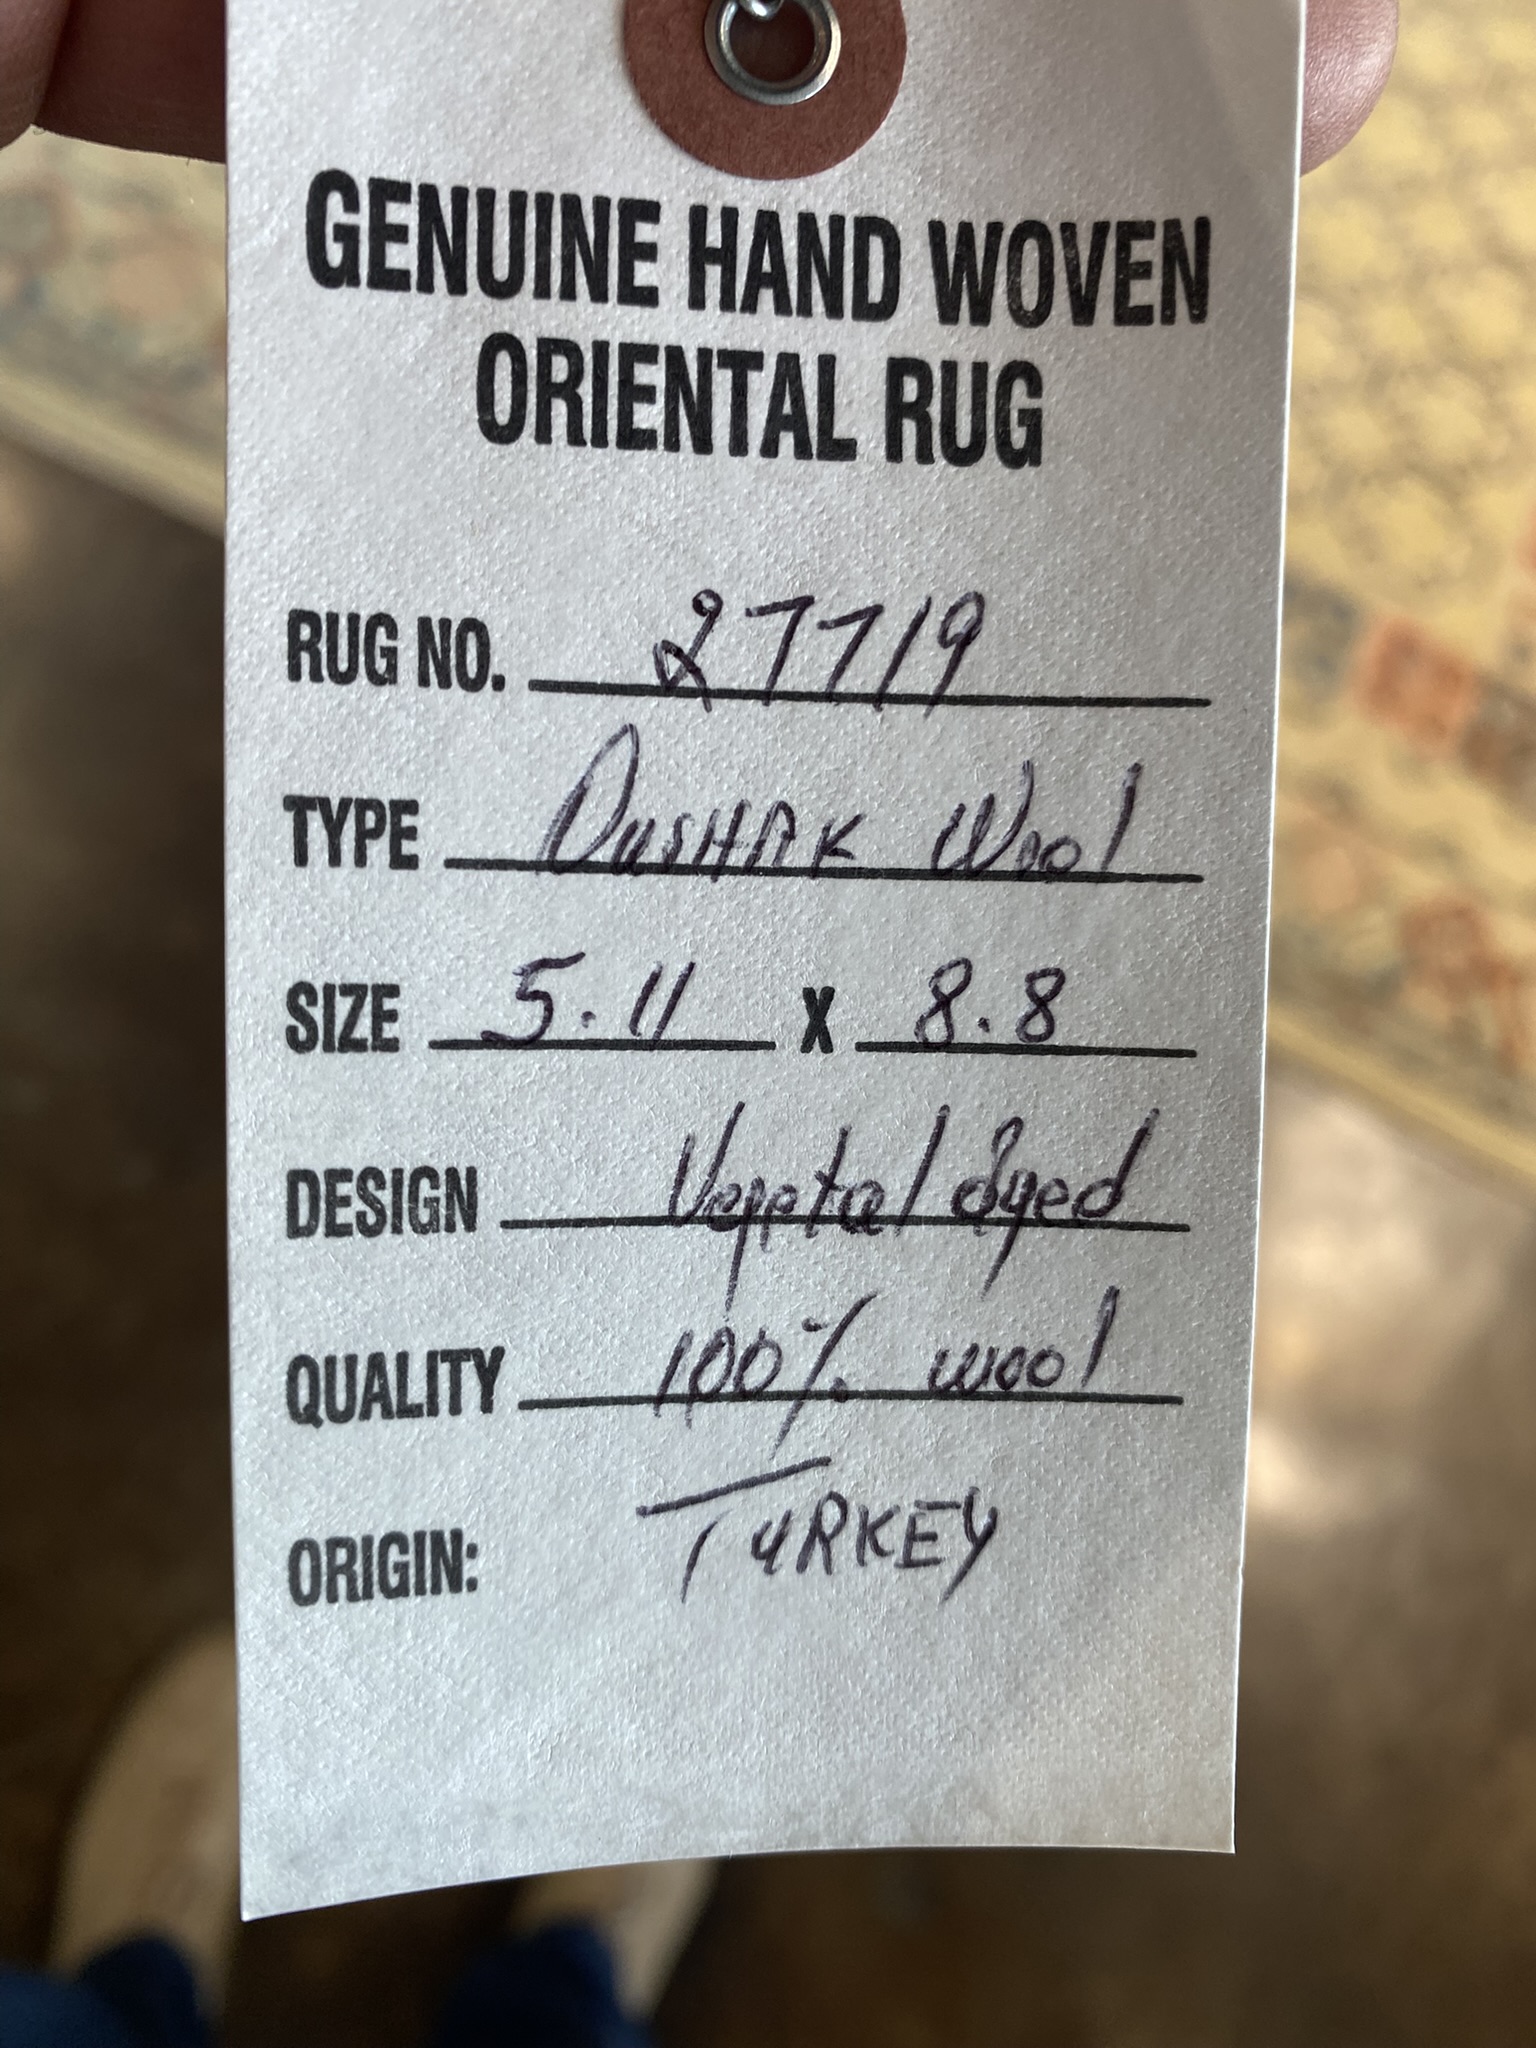 GENUINE HAND WOVEN
ORIENTAL RUG
RUG NO. 27719
TYPE OUSHAK Wool
SIZE 5.11 X 8.8
DESIGN Vegetal dyed
QUALITY 100% wool
ORIGIN: TURKEY